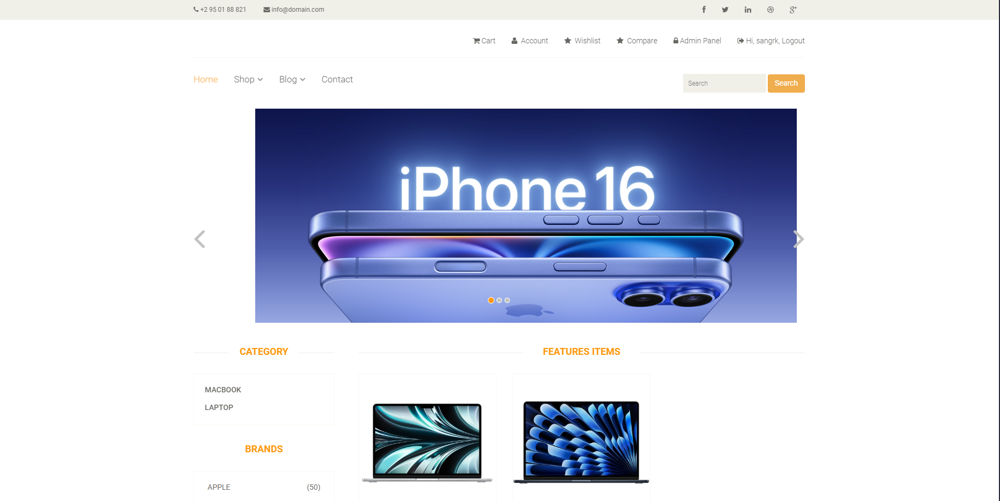 +2 95 01 88 821 info@domain.com
Cart Account Wishlist Compare Admin Panel Hi, sangrk, Logout
Home Shop Blog Contact
Search Search
iPhone 16
CATEGORY
FEATURES ITEMS
MACBOOK
LAPTOP
BRANDS
APPLE (50)